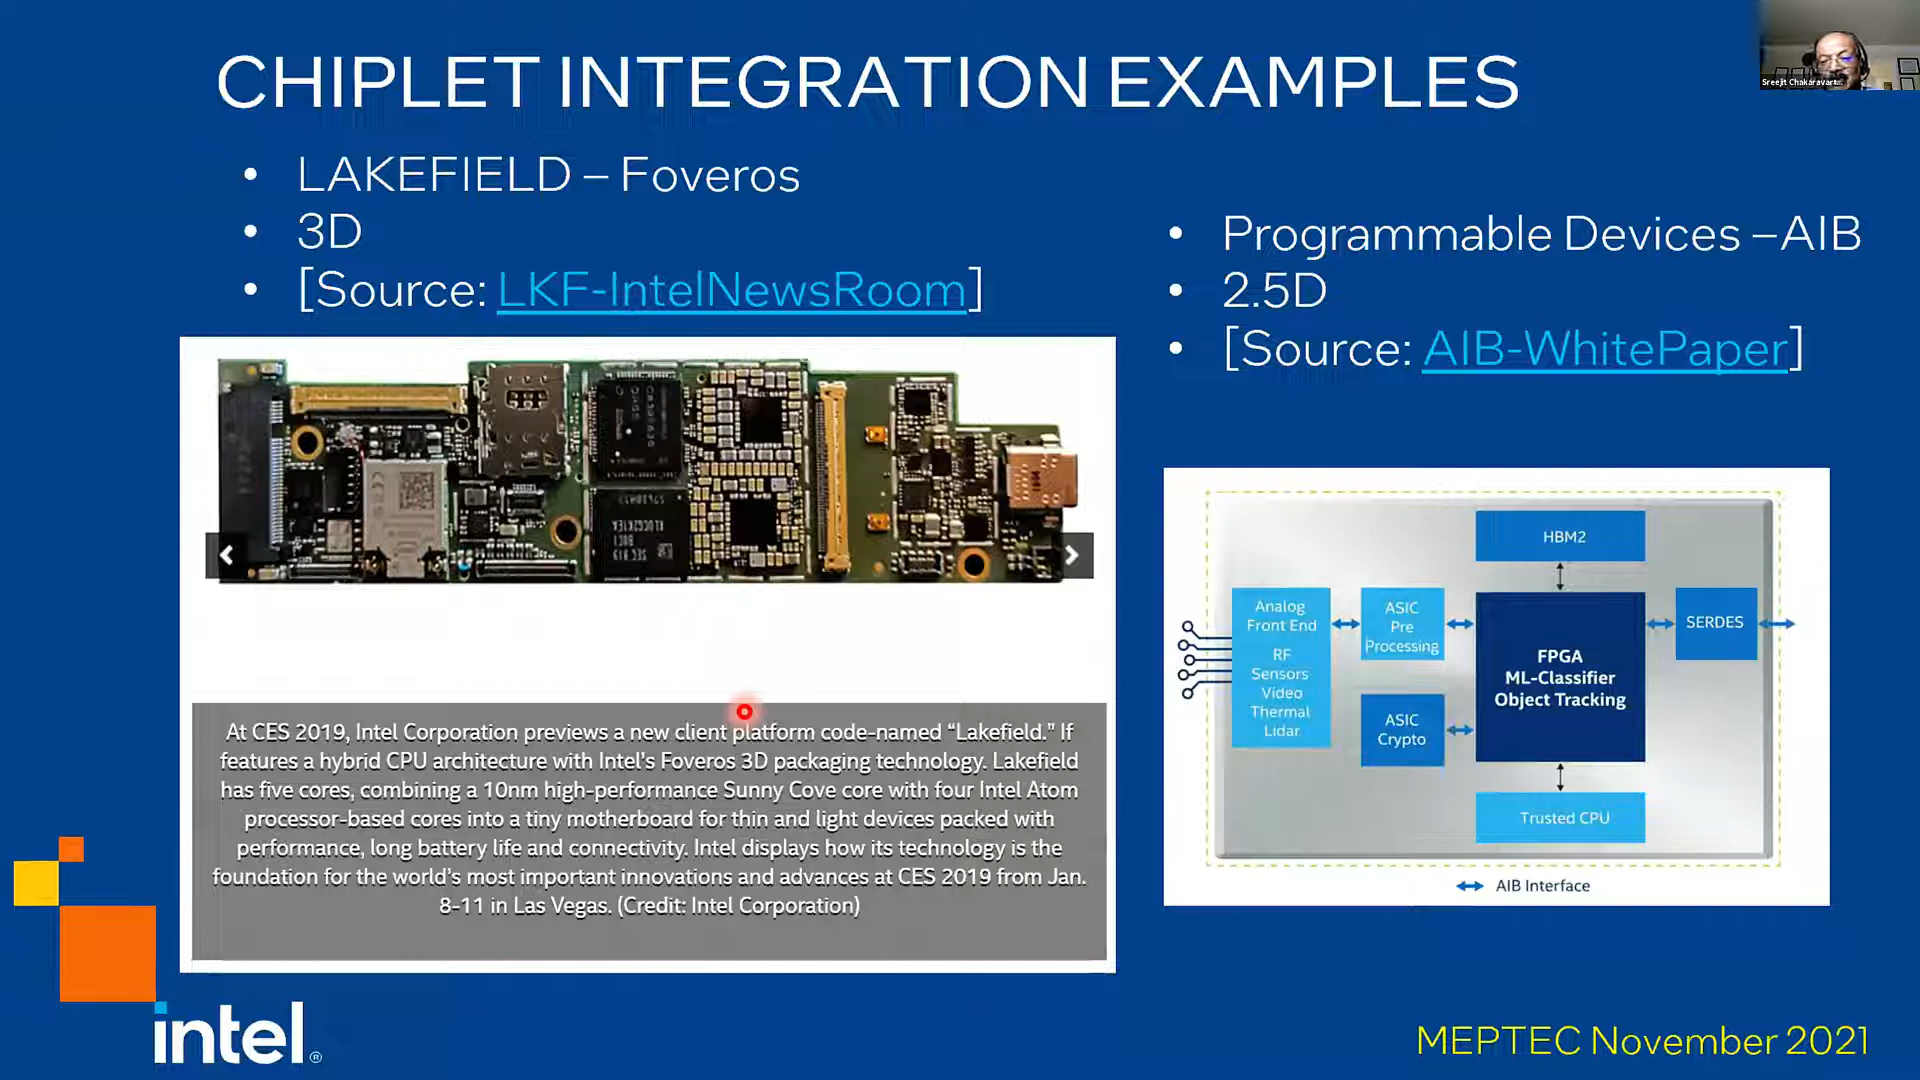 CHIPLET INTEGRATION EXAMPLES
• LAKEFIELD – Foveros
• 3D
• [Source: LKF-IntelNewsRoom]
• Programmable Devices –AIB
• 2.5D
• [Source: AIB-WhitePaper]
At CES 2019, Intel Corporation previews a new client platform code-named “Lakefield.” If
features a hybrid CPU architecture with Intel's Foveros 3D packaging technology. Lakefield
has five cores, combining a 10nm high-performance Sunny Cove core with four Intel Atom
processor-based cores into a tiny motherboard for thin and light devices packed with
performance, long battery life and connectivity. Intel displays how its technology is the
foundation for the world's most important innovations and advances at CES 2019 from Jan.
8-11 in Las Vegas. (Credit: Intel Corporation)
HBM2
Analog
Front End
RF
Sensors
Video
Thermal
Lidar
ASIC
Pre
Processing
ASIC
Crypto
FPGA
ML-Classifier
Object Tracking
SERDES
Trusted CPU
AIB Interface
intel®
MEPTEC November 2021